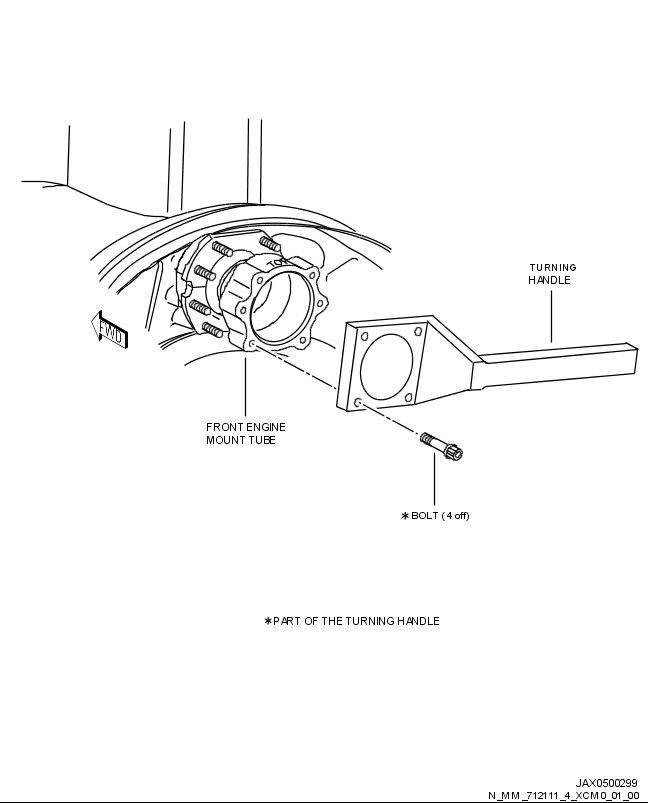 TURNING
HANDLE
FWD
FRONT ENGINE
MOUNT TUBE
*BOLT (4 off)
*PART OF THE TURNING HANDLE
JAX0500299
N_MM_712111_4_XCM0_01_00